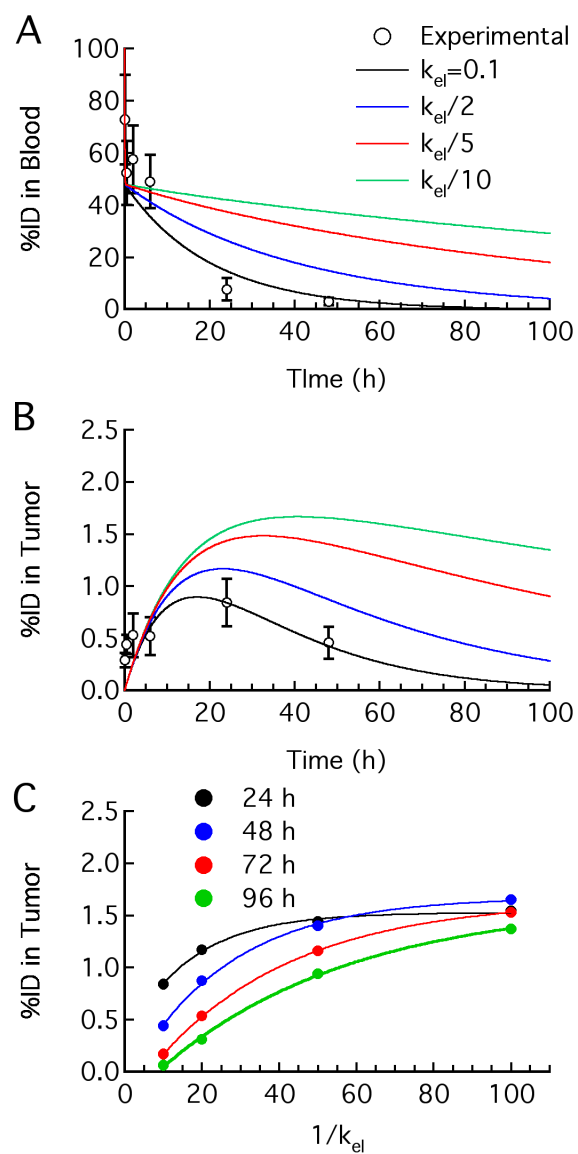 A
%ID in Blood
100
80
60
40
20
0
Experimental
kel=0.1
kel/2
kel/5
kel/10
0 20 40 60 80 100
TIme (h)
B
%ID in Tumor
2.5
2.0
1.5
1.0
0.5
0.0
0 20 40 60 80 100
Time (h)
C
%ID in Tumor
2.5
2.0
1.5
1.0
0.5
0.0
24 h
48 h
72 h
96 h
0 20 40 60 80 100
1/kel